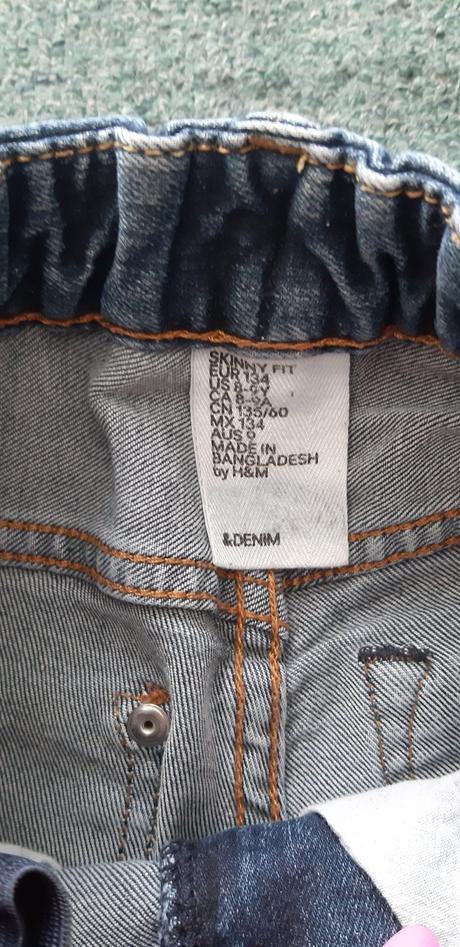 SKINNY FIT
EUR 134
US 8-9Y
CA 8-9A
CN 135/60
MX 134
AUS 9
MADE IN
BANGLADESH
by H&M
&DENIM